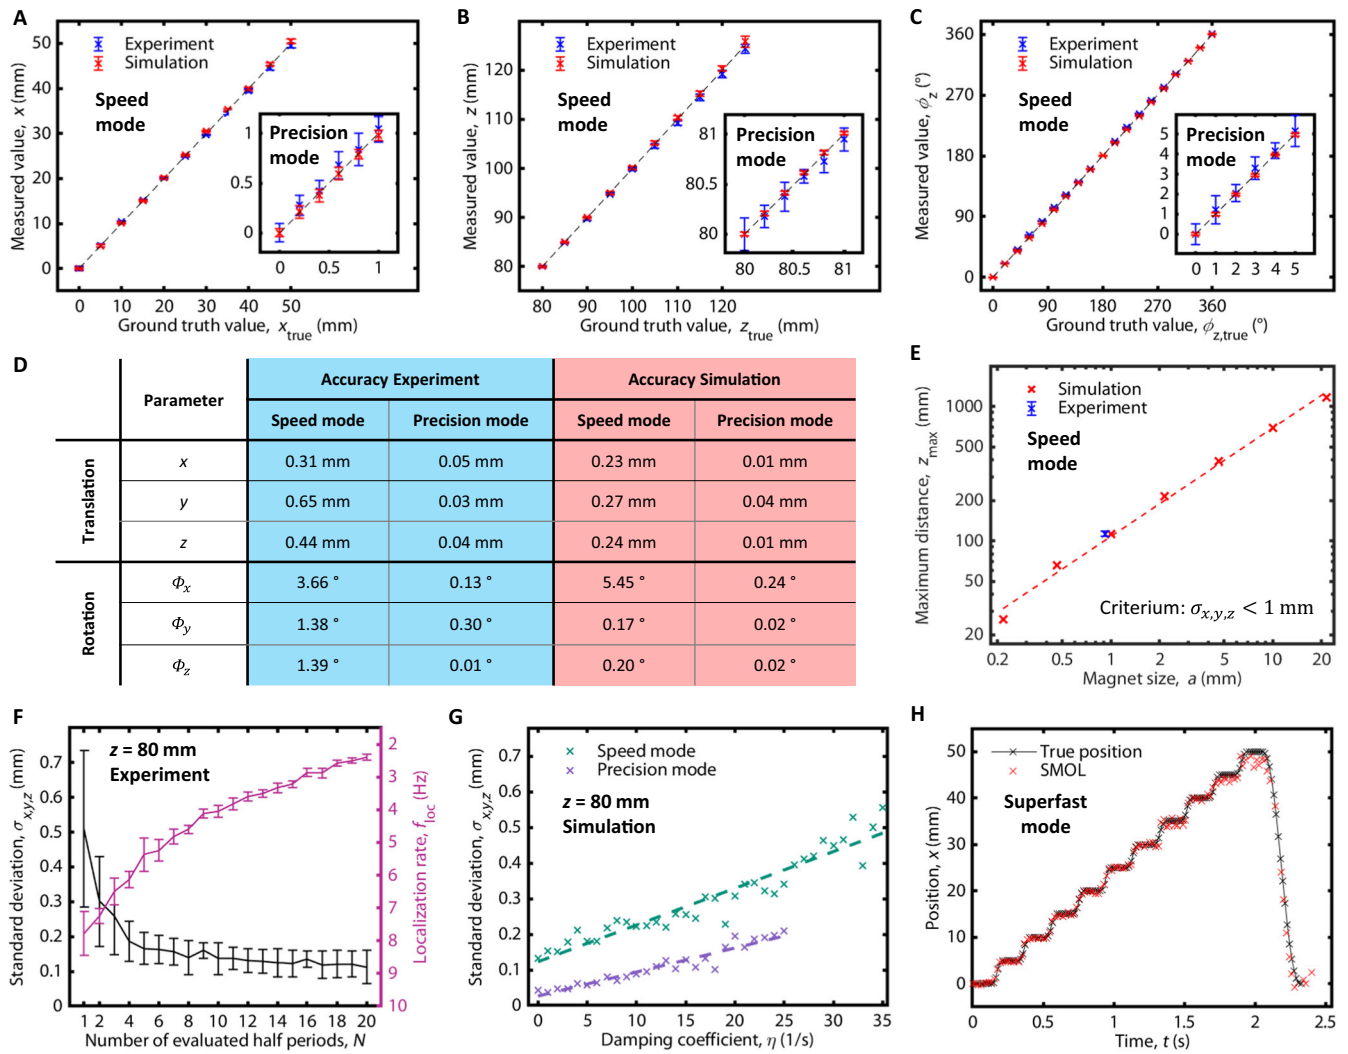 A
Measured value, x (mm)
50
40
30
20
10
0
Experiment
Simulation
Speed
mode
Precision
mode
1
0.5
0
0 0.5 1
0 10 20 30 40 50
Ground truth value, x_true (mm)
B
Measured value, z (mm)
120
110
100
90
80
Experiment
Simulation
Speed
mode
Precision
mode
81
80.5
80
80 80.5 81
80 90 100 110 120
Ground truth value, z_true (mm)
C
Measured value, ϕ_z (°)
360
270
180
90
0
Experiment
Simulation
Speed
mode
Precision
mode
5
4
3
2
1
0
0 1 2 3 4 5
0 90 180 270 360
Ground truth value, ϕ_z,true (°)
D
Parameter Accuracy Experiment Accuracy Simulation
Speed mode Precision mode Speed mode Precision mode
Translation
x 0.31 mm 0.05 mm 0.23 mm 0.01 mm
y 0.65 mm 0.03 mm 0.27 mm 0.04 mm
z 0.44 mm 0.04 mm 0.24 mm 0.01 mm
Rotation
Φ_x 3.66 ° 0.13 ° 5.45 ° 0.24 °
Φ_y 1.38 ° 0.30 ° 0.17 ° 0.02 °
Φ_z 1.39 ° 0.01 ° 0.20 ° 0.02 °
E
Maximum distance, z_max (mm)
1000
500
200
100
50
20
Simulation
Experiment
Speed
mode
Criterium: σ_x,y,z < 1 mm
0.2 0.5 1 2 5 10 20
Magnet size, a (mm)
F
Standard deviation, σ_x,y,z (mm)
0.7
0.6
0.5
0.4
0.3
0.2
0.1
0
z = 80 mm
Experiment
2
3
4
5
6
7
8
9
10
Localization rate, f_loc (Hz)
1 2 4 6 8 10 12 14 16 18 20
Number of evaluated half periods, N
G
Standard deviation, σ_x,y,z (mm)
0.7
0.6
0.5
0.4
0.3
0.2
0.1
0
Speed mode
Precision mode
z = 80 mm
Simulation
0 5 10 15 20 25 30 35
Damping coefficient, η (1/s)
H
Position, x (mm)
50
40
30
20
10
0
True position
SMOL
Superfast
mode
0 0.5 1 1.5 2 2.5
Time, t (s)